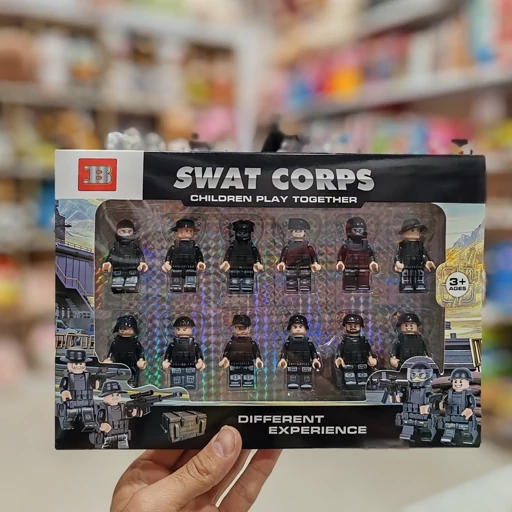 B
SWAT CORPS
CHILDREN PLAY TOGETHER
3+
AGES
DIFFERENT
EXPERIENCE